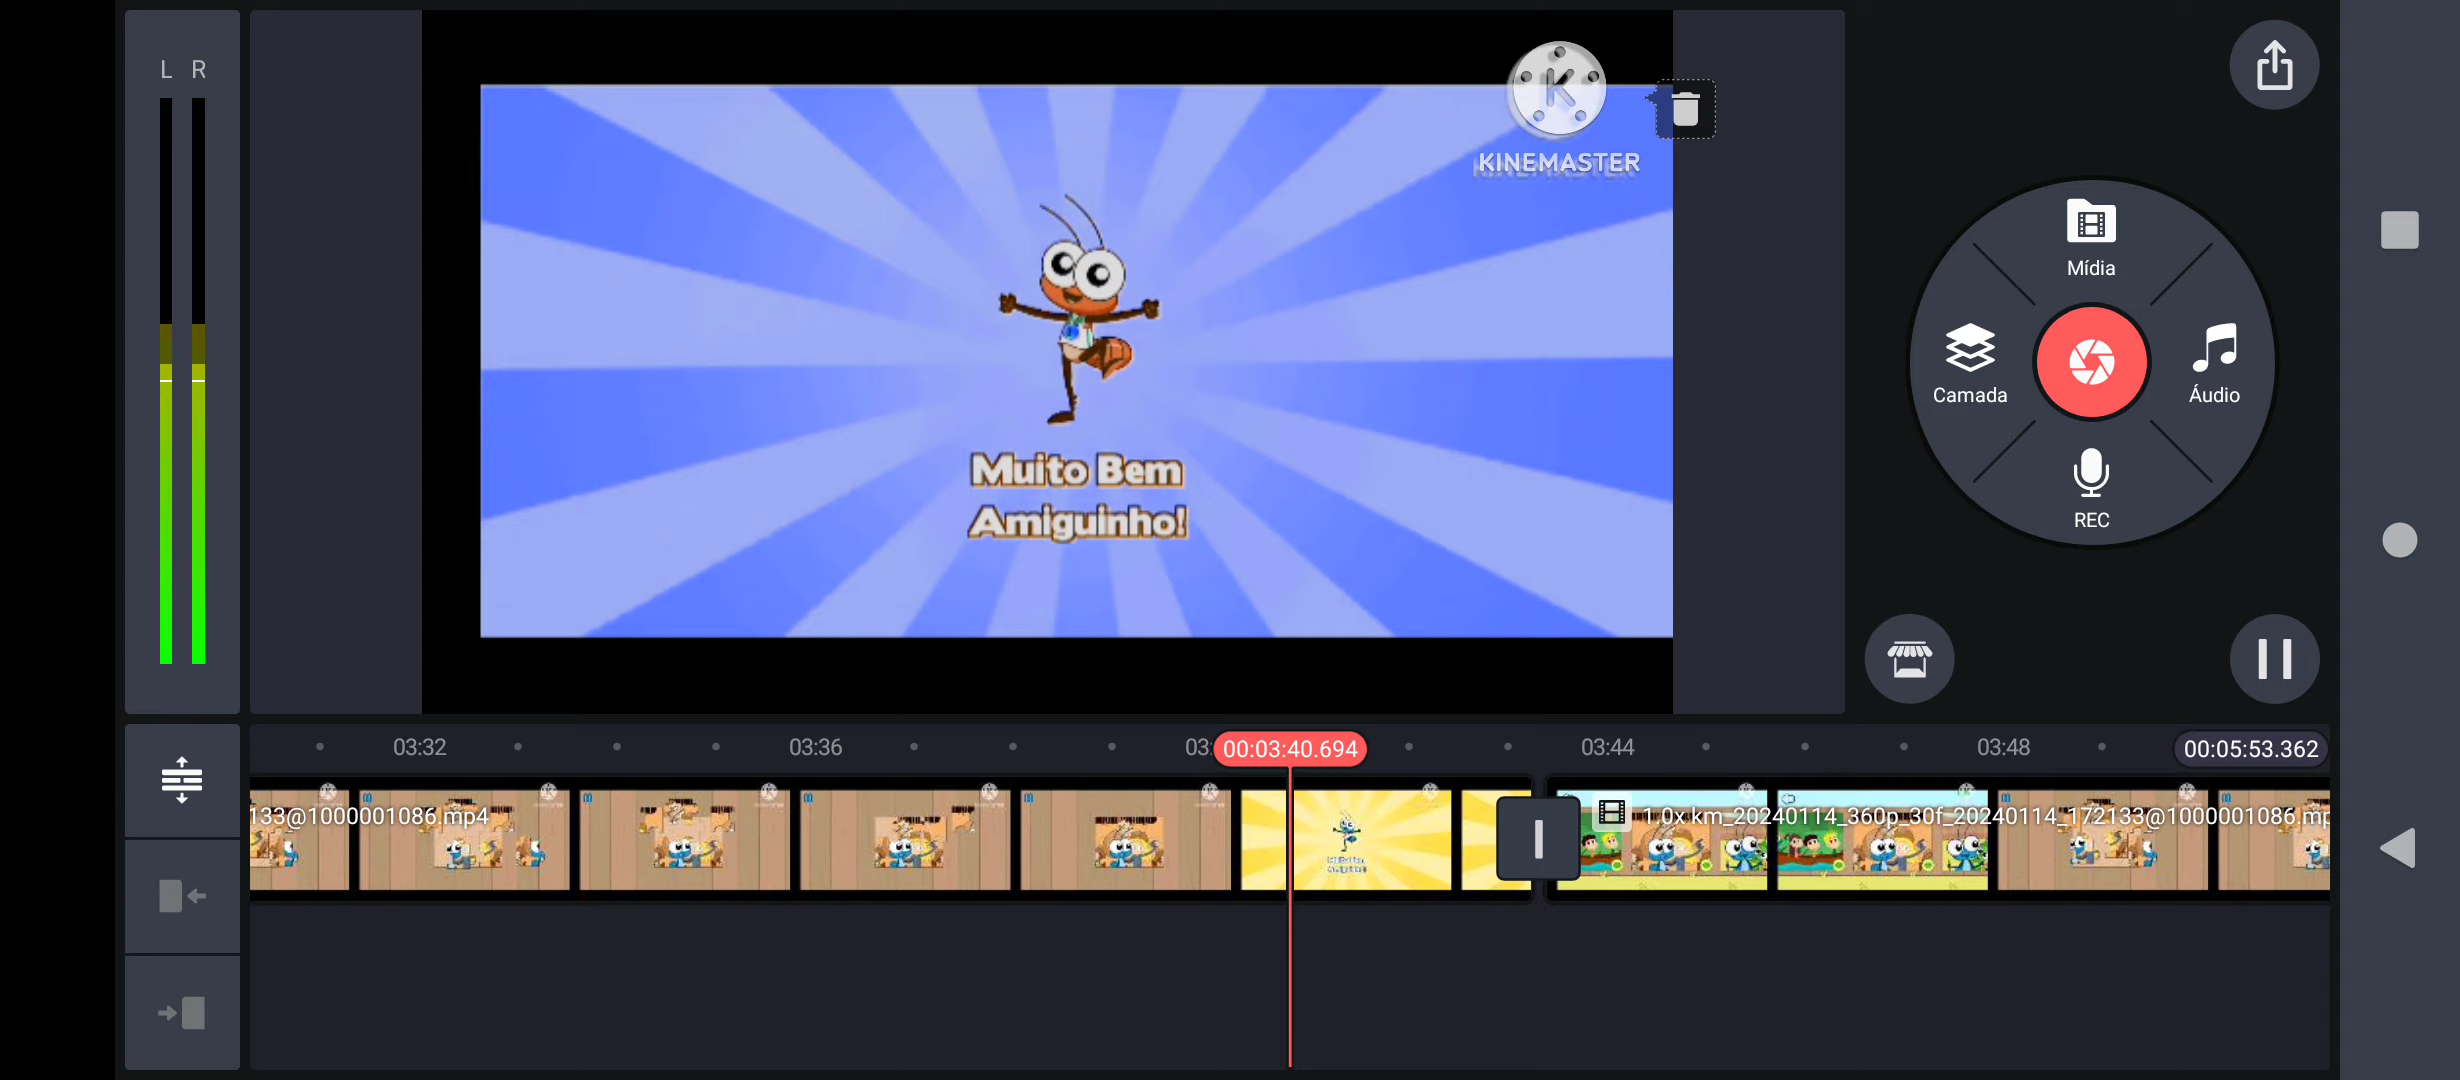 L R
KINEMASTER
Muito Bem
Amiguinho!
Mídia
Camada
Áudio
REC
03:32
03:36
00:03:40.694
03:44
03:48
00:05:53.362
133@1000001086.mp4
1.0x km_20240114_360p_30f_20240114_172133@1000001086.mp